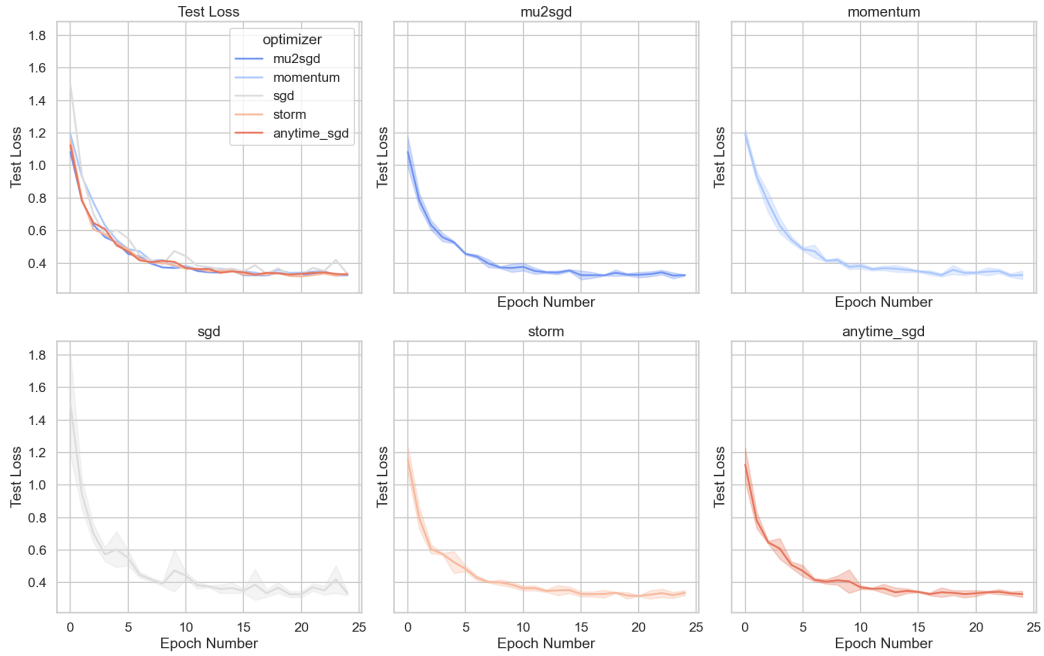 Test Loss
mu2sgd
momentum
1.8
1.6
1.4
1.2
1.0
0.8
0.6
0.4
Test Loss
optimizer
mu2sgd
momentum
sgd
storm
anytime_sgd
Test Loss
Epoch Number
Test Loss
Epoch Number
sgd
storm
anytime_sgd
1.8
1.6
1.4
1.2
1.0
0.8
0.6
0.4
Test Loss
0 5 10 15 20 25
Epoch Number
Test Loss
0 5 10 15 20 25
Epoch Number
Test Loss
0 5 10 15 20 25
Epoch Number